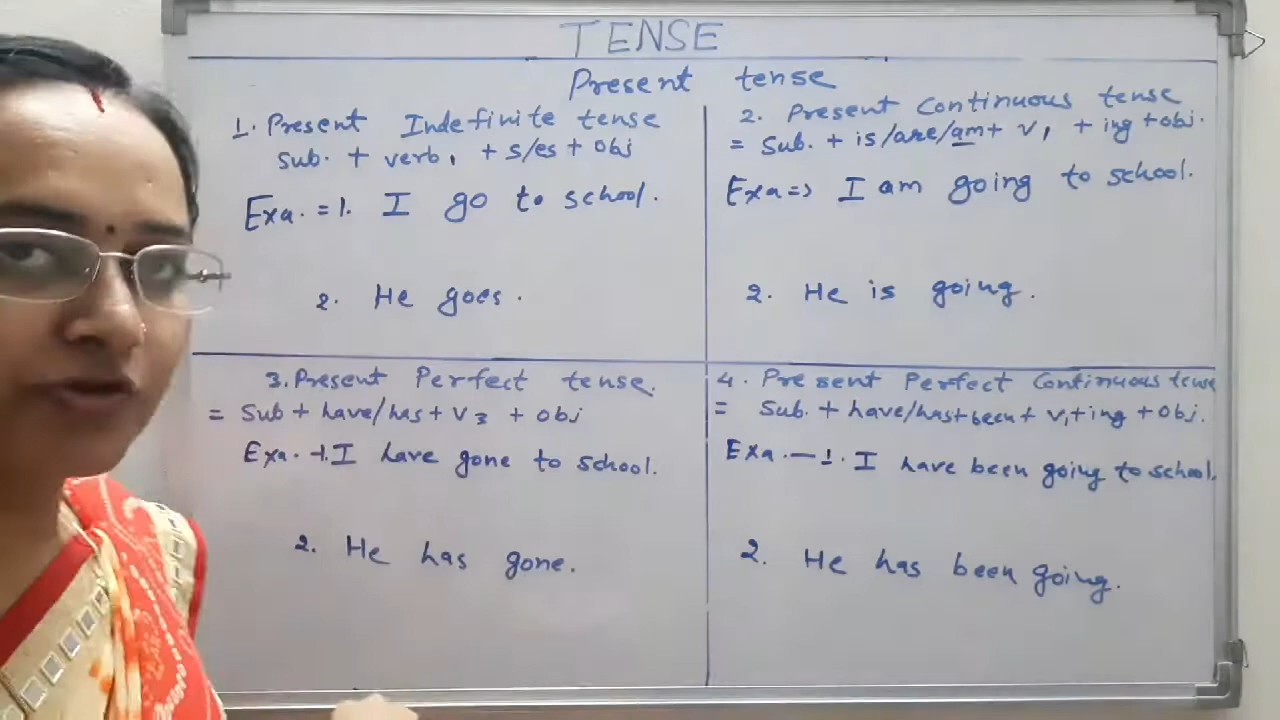 TENSE
Present tense
1. Present Indefinite tense
Sub. + verb1 + s/es + obj
Exa. = 1. I go to school.
2. He goes.
2. Present Continuous tense
= Sub. + is/are/am + V1 + ing + obj.
Exa => I am going to school.
2. He is going.
3. Present Perfect tense.
= Sub + have/has + V3 + obj
Exa. -1. I have gone to school.
2. He has gone.
4. Present Perfect Continuous tense
= Sub. + have/has+been + V1+ing + Obj.
Exa. — 1. I have been going to school.
2. He has been going.